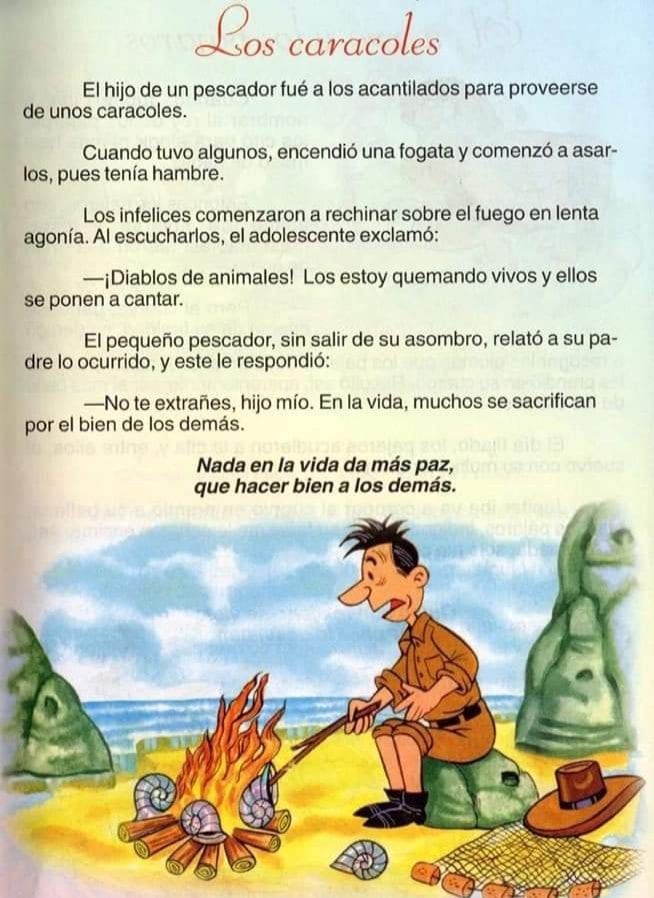 Los caracoles
El hijo de un pescador fué a los acantilados para proveerse
de unos caracoles.
Cuando tuvo algunos, encendió una fogata y comenzó a asar-
los, pues tenía hambre.
Los infelices comenzaron a rechinar sobre el fuego en lenta
agonía. Al escucharlos, el adolescente exclamó:
—¡Diablos de animales! Los estoy quemando vivos y ellos
se ponen a cantar.
El pequeño pescador, sin salir de su asombro, relató a su pa-
dre lo ocurrido, y este le respondió:
—No te extrañes, hijo mío. En la vida, muchos se sacrifican
por el bien de los demás.
Nada en la vida da más paz,
que hacer bien a los demás.